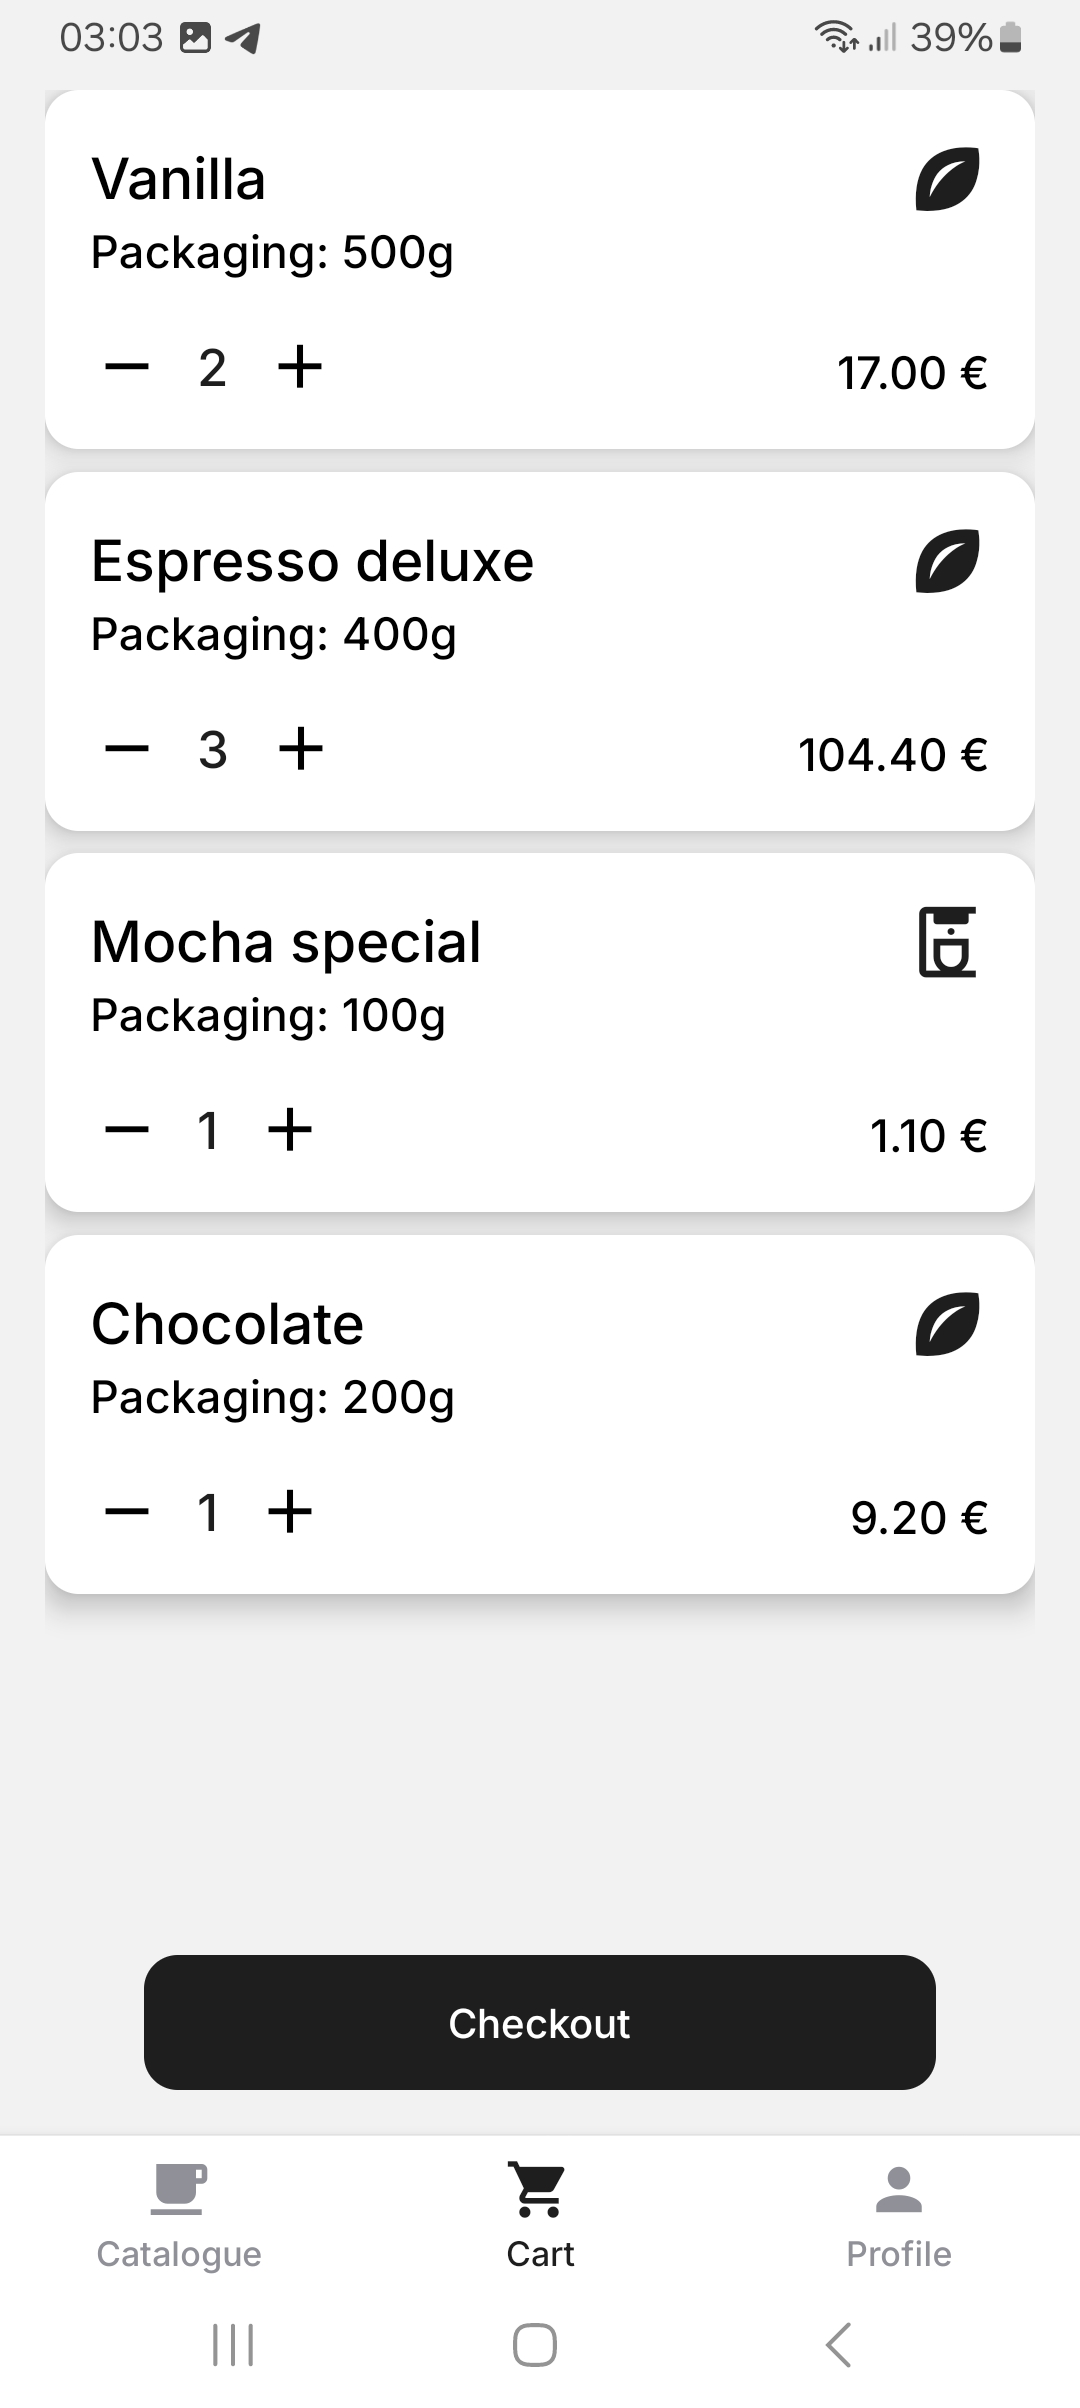 03:03 39%
Vanilla
Packaging: 500g
2 17.00 €
Espresso deluxe
Packaging: 400g
3 104.40 €
Mocha special
Packaging: 100g
1 1.10 €
Chocolate
Packaging: 200g
1 9.20 €
Checkout
Catalogue Cart Profile